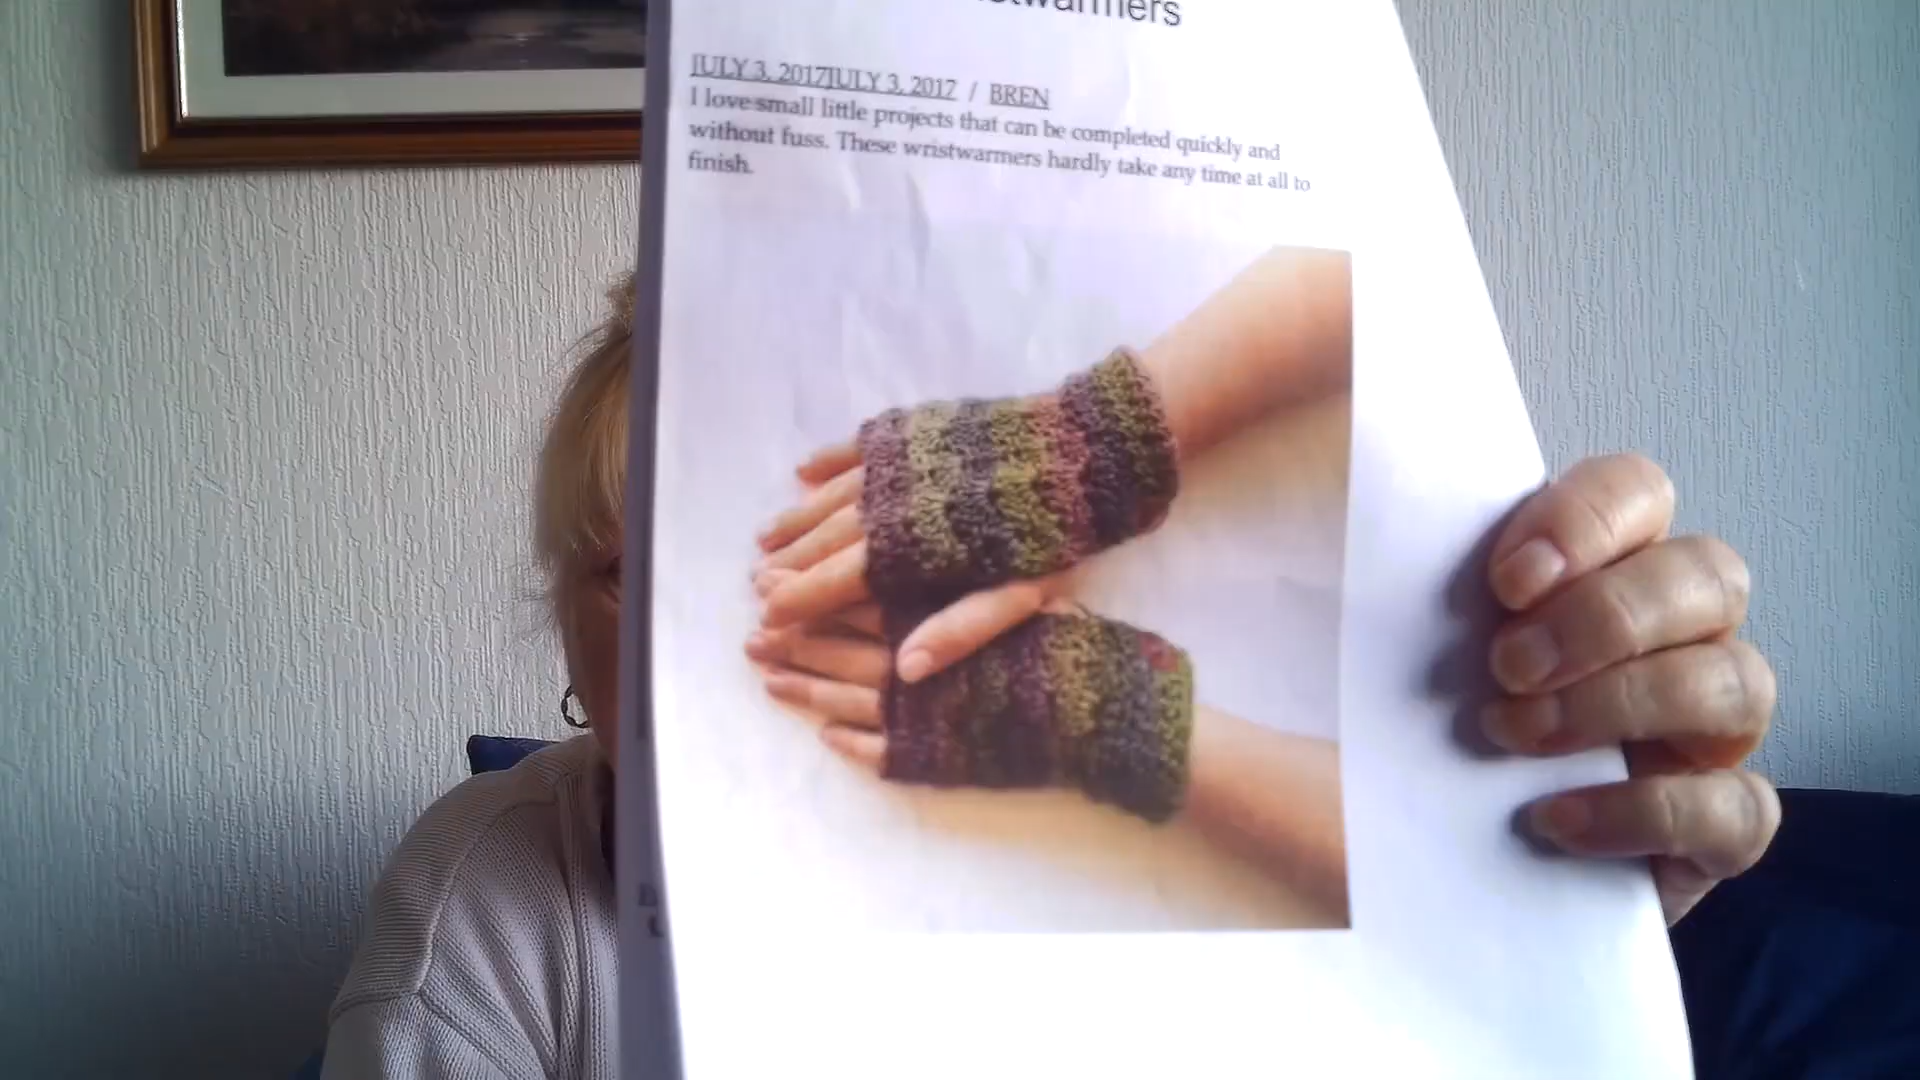 JULY 3, 2017JULY 3, 2017 / BREN
I love small little projects that can be completed quickly and
without fuss. These wristwarmers hardly take any time at all to
finish.